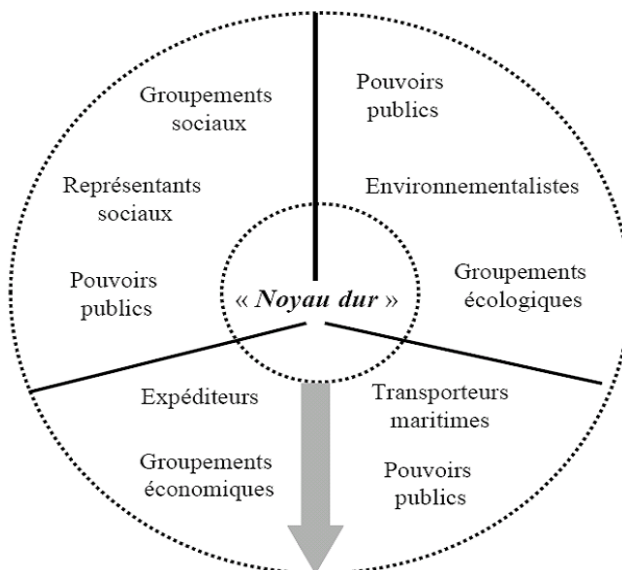 Groupements
sociaux
Représentants
sociaux
Pouvoirs
publics
Pouvoirs
publics
Environnementalistes
Groupements
écologiques
« Noyau dur »
Expéditeurs
Groupements
économiques
Transporteurs
maritimes
Pouvoirs
publics